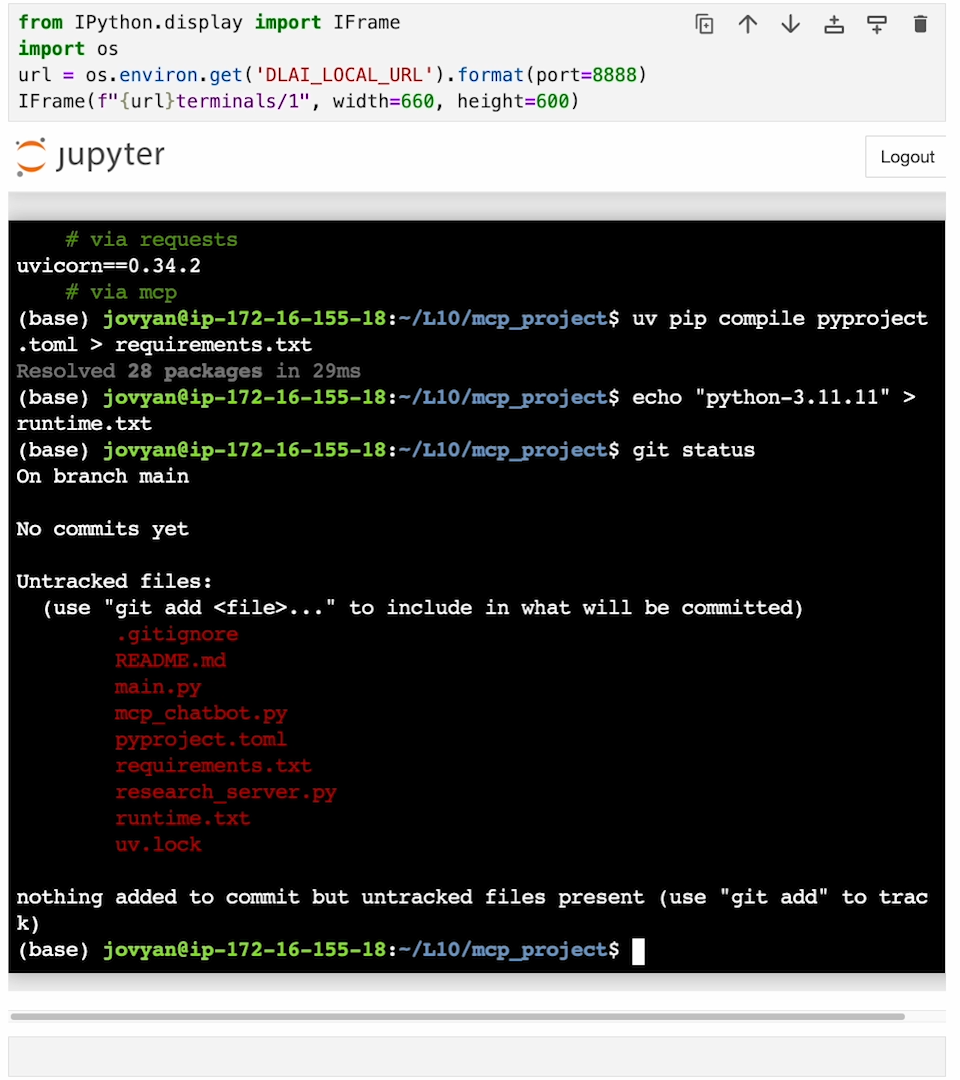 from IPython.display import IFrame
import os
url = os.environ.get('DLAI_LOCAL_URL').format(port=8888)
IFrame(f"{url}terminals/1", width=660, height=600)
jupyter
Logout
# via requests
uvicorn==0.34.2
# via mcp
(base) jovyan@ip-172-16-155-18:~/L10/mcp_project$ uv pip compile pyproject
.toml > requirements.txt
Resolved 28 packages in 29ms
(base) jovyan@ip-172-16-155-18:~/L10/mcp_project$ echo "python-3.11.11" >
runtime.txt
(base) jovyan@ip-172-16-155-18:~/L10/mcp_project$ git status
On branch main
No commits yet
Untracked files:
(use "git add <file>..." to include in what will be committed)
.gitignore
README.md
main.py
mcp_chatbot.py
pyproject.toml
requirements.txt
research_server.py
runtime.txt
uv.lock
nothing added to commit but untracked files present (use "git add" to trac
k)
(base) jovyan@ip-172-16-155-18:~/L10/mcp_project$